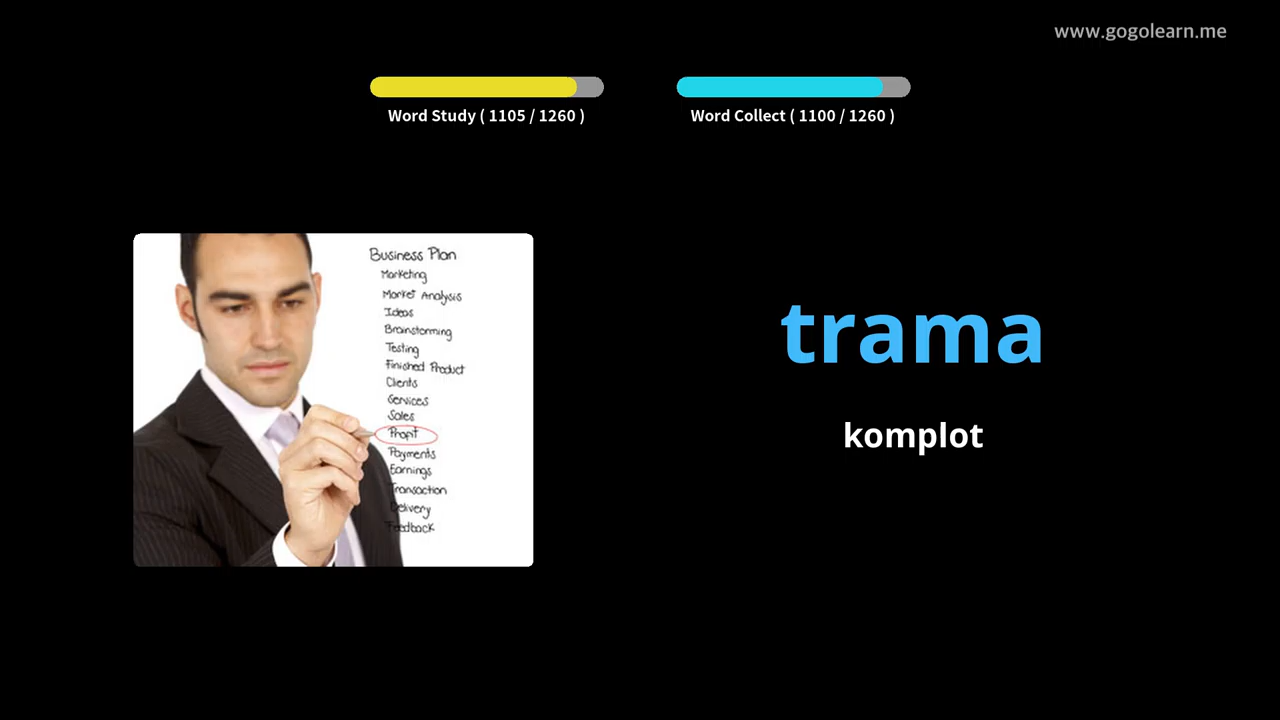 www.gogolearn.me
Word Study ( 1105 / 1260 )
Word Collect ( 1100 / 1260 )
Business Plan
Marketing
Market Analysis
Ideas
Brainstorming
Testing
Finished Product
Clients
Services
Sales
Profit
Payments
Earnings
Transaction
Delivery
Feedback
trama
komplot